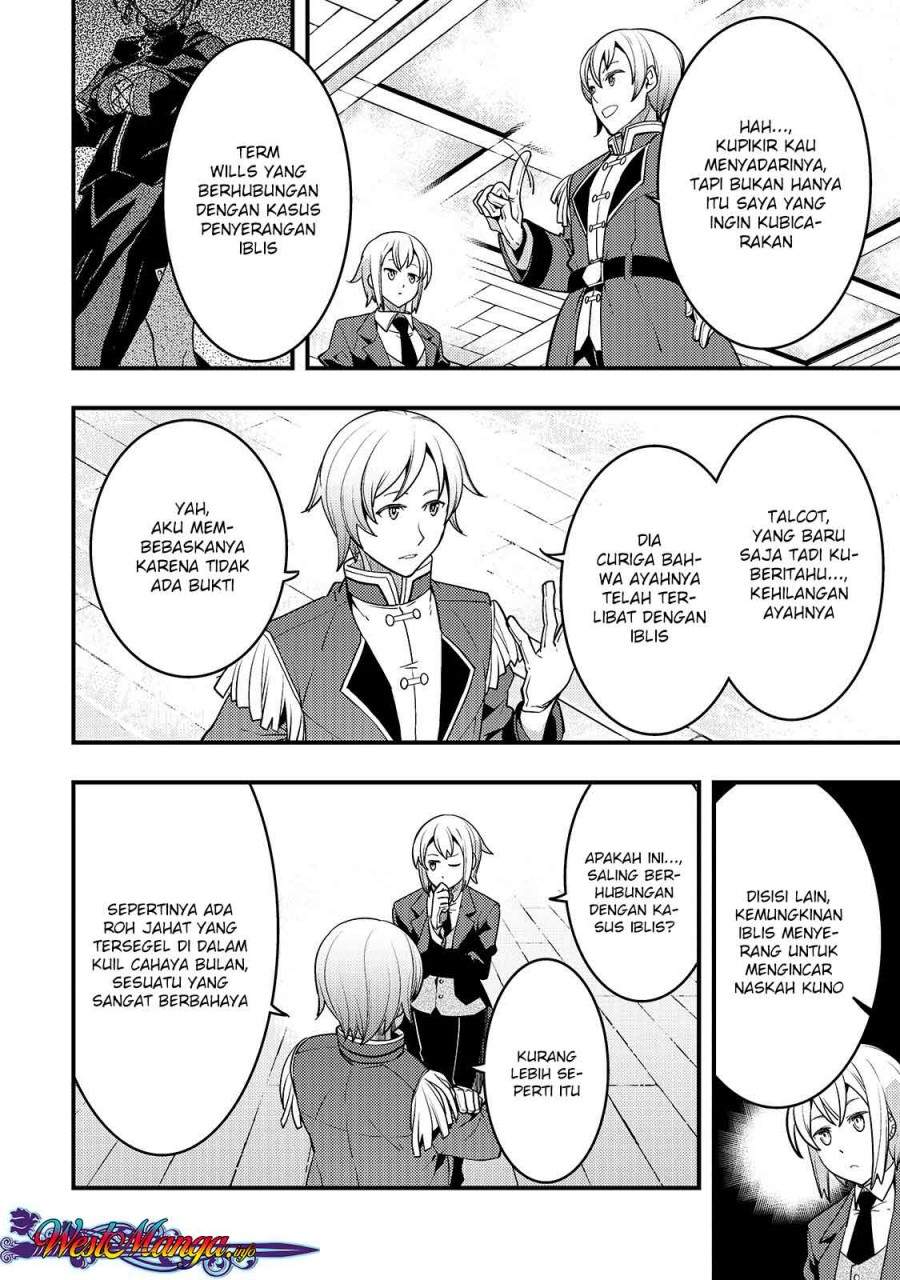 HAH...,
KUPIKIR KAU
MENYADARINYA,
TAPI BUKAN HANYA
ITU SAYA YANG
INGIN KUBICA-
RAKAN
TERM
WILLS YANG
BERHUBUNGAN
DENGAN KASUS
PENYERANGAN
IBLIS
TALCOT,
YANG BARU
SAJA TADI KU-
BERITAHU...,
KEHILANGAN
AYAHNYA
DIA
CURIGA BAH-
WA AYAHNYA
TELAH TER-
LIBAT DENGAN
IBLIS
YAH,
AKU MEM-
BEBASKANYA
KARENA TIDAK
ADA BUKTI
DISISI LAIN,
KEMUNGKINAN
IBLIS MENYE-
RANG UNTUK
MENGINCAR
NASKAH KUNO
APAKAH INI...,
SALING BER-
HUBUNGAN
DENGAN KA-
SUS IBLIS?
KURANG
LEBIH SE-
PERTI ITU
SEPERTINYA ADA
ROH JAHAT YANG
TERSEGEL DI DALAM
KUIL CAHAYA BULAN,
SESUATU YANG
SANGAT BERBAHAYA
WestManga.info